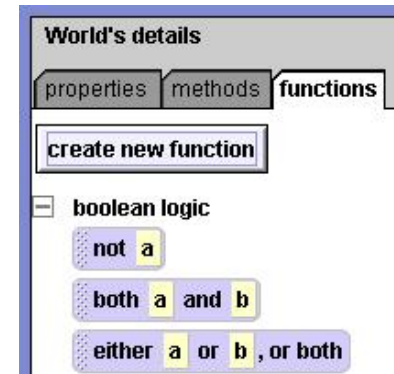 World's details
properties methods functions
create new function
boolean logic
not a
both a and b
either a or b , or both